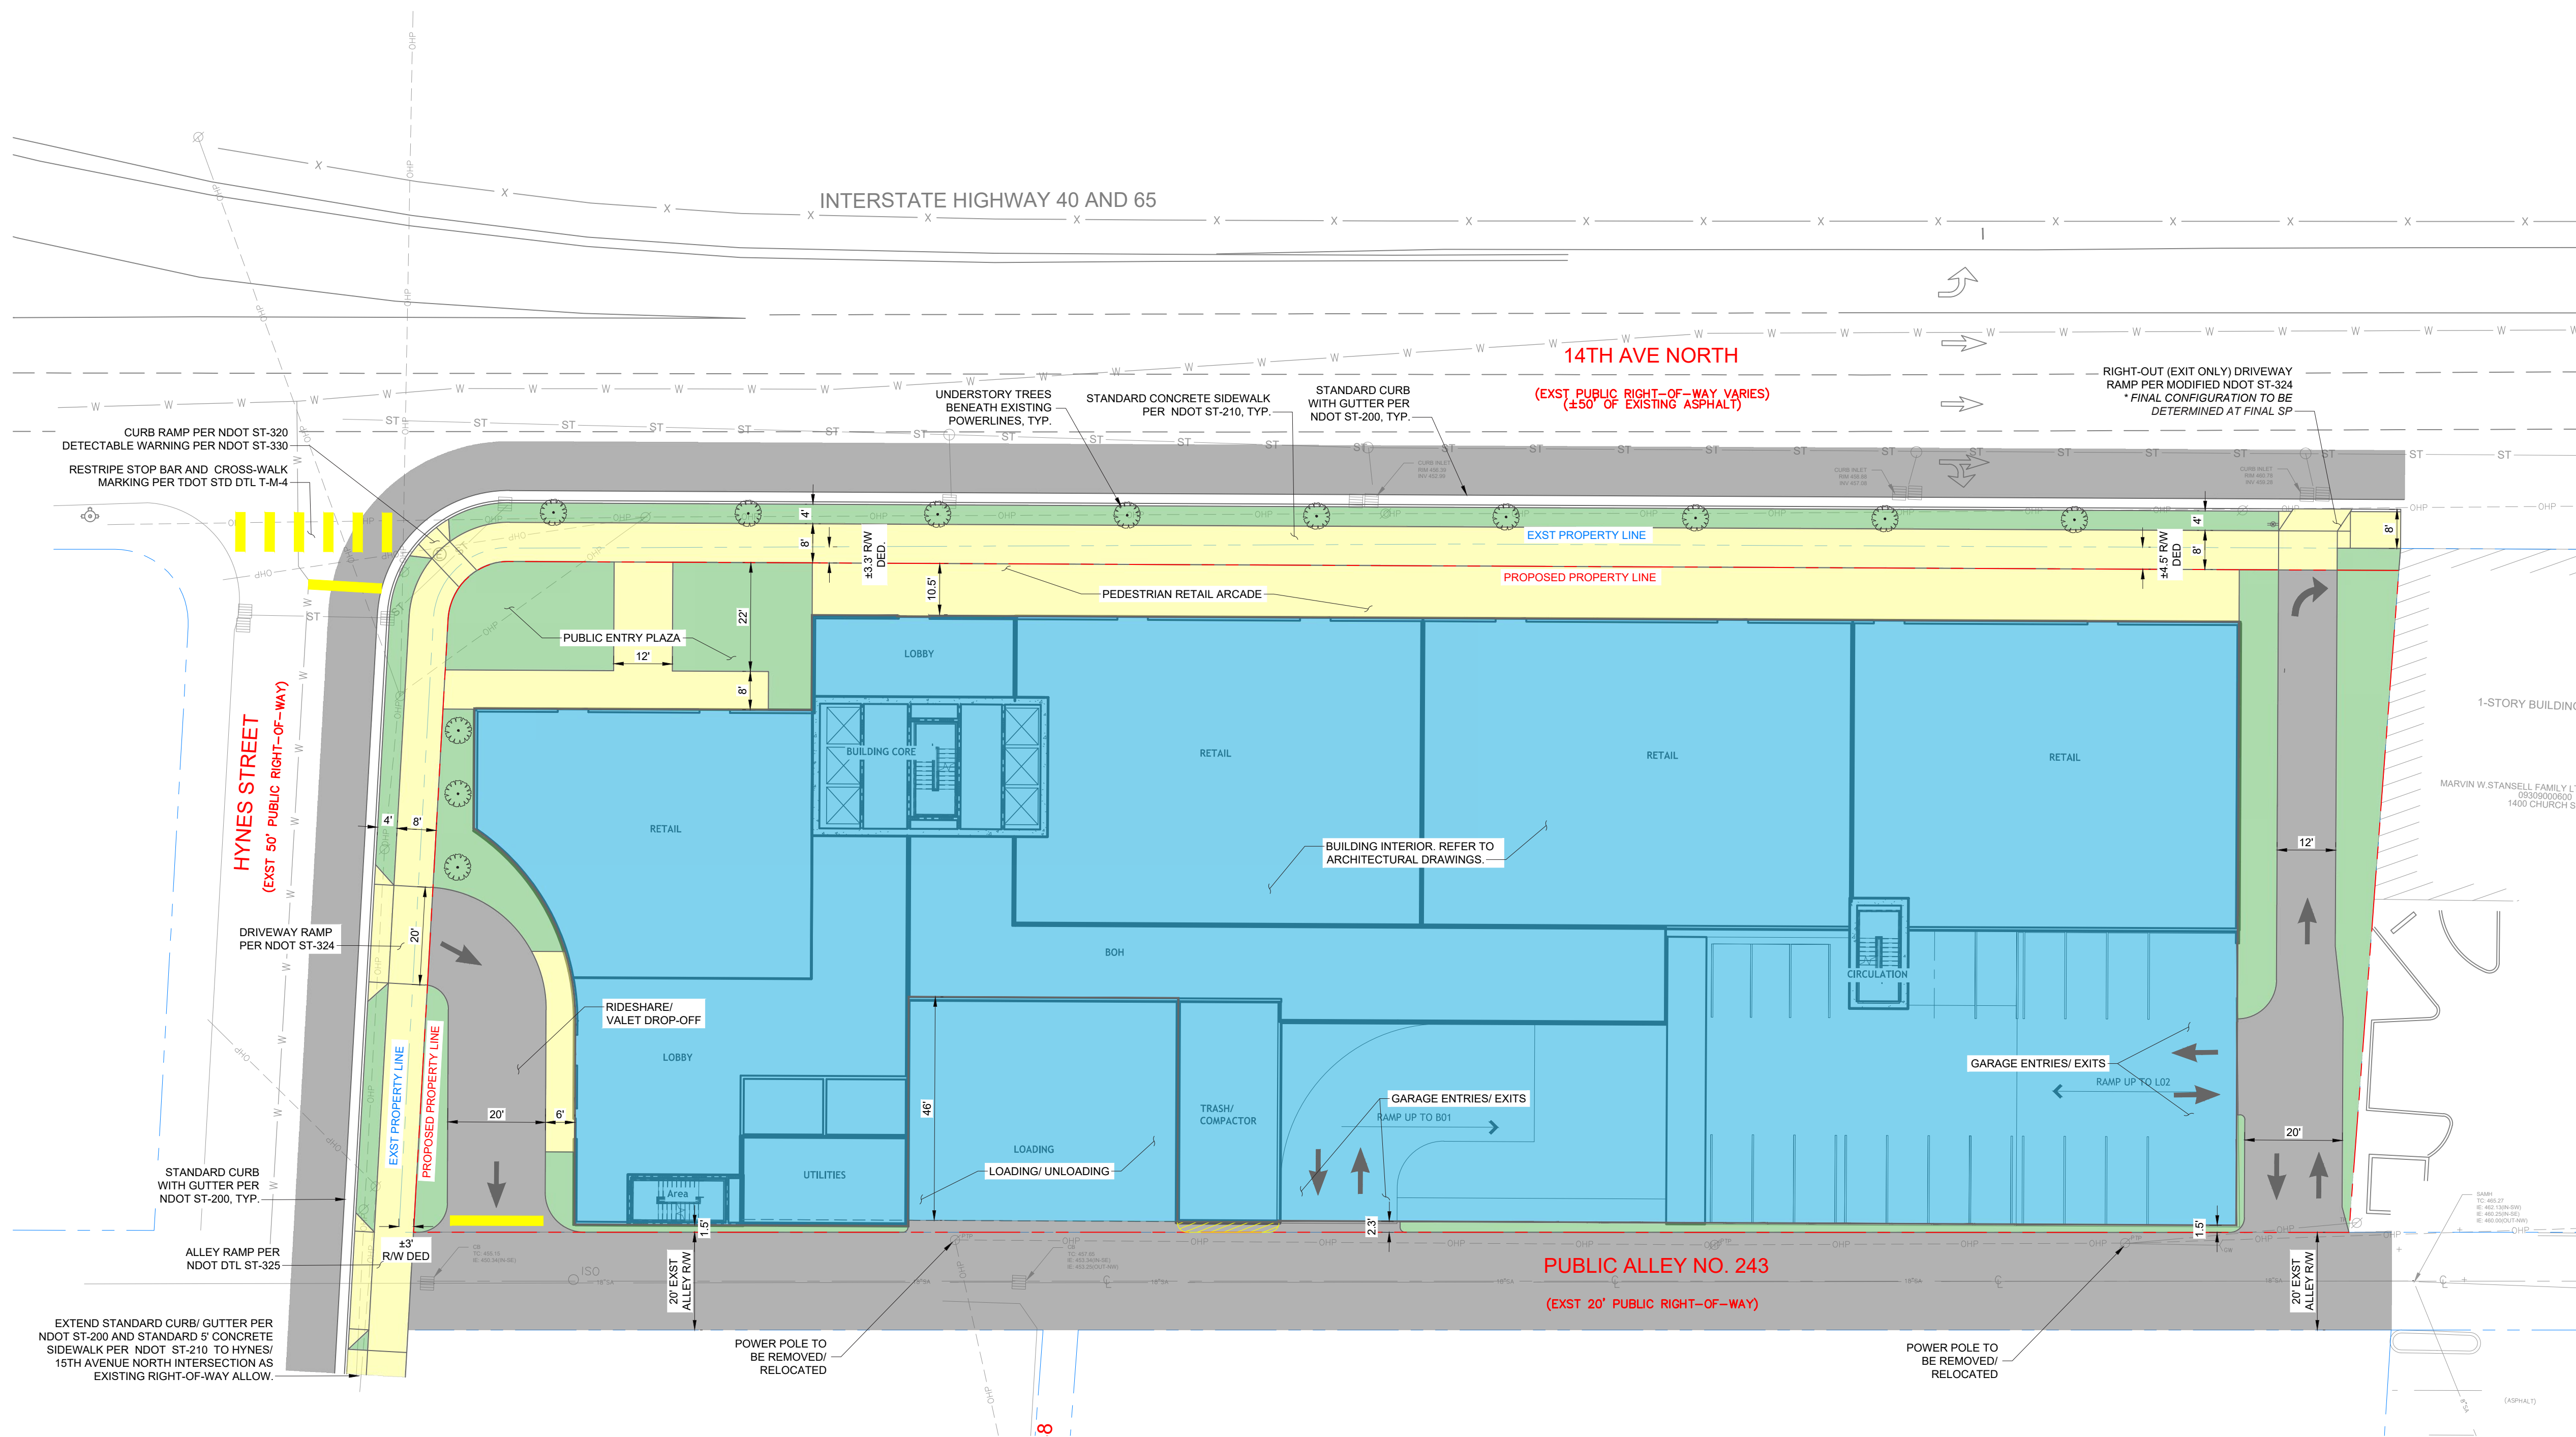 INTERSTATE HIGHWAY 40 AND 65
14TH AVE NORTH
(EXST PUBLIC RIGHT-OF-WAY VARIES)
(±50' OF EXISTING ASPHALT)
RIGHT-OUT (EXIT ONLY) DRIVEWAY
RAMP PER MODIFIED NDOT ST-324
* FINAL CONFIGURATION TO BE
DETERMINED AT FINAL SP
UNDERSTORY TREES
BENEATH EXISTING
POWERLINES, TYP.
STANDARD CONCRETE SIDEWALK
PER NDOT ST-210, TYP.
STANDARD CURB
WITH GUTTER PER
NDOT ST-200, TYP.
CURB RAMP PER NDOT ST-320
DETECTABLE WARNING PER NDOT ST-330
RESTRIPE STOP BAR AND CROSS-WALK
MARKING PER TDOT STD DTL T-M-4
4'
8'
±3.3' R/W
DED.
10.5'
EXST PROPERTY LINE
PROPOSED PROPERTY LINE
±4.5' R/W
DED
4'
8'
8'
PEDESTRIAN RETAIL ARCADE
PUBLIC ENTRY PLAZA
22'
12'
8'
LOBBY
BUILDING CORE
RETAIL
RETAIL
RETAIL
RETAIL
1-STORY BUILDING
MARVIN W.STANSELL FAMILY L
09309000600
1400 CHURCH S
HYNES STREET
(EXST 50' PUBLIC RIGHT-OF-WAY)
4'
8'
BUILDING INTERIOR. REFER TO
ARCHITECTURAL DRAWINGS.
12'
DRIVEWAY RAMP
PER NDOT ST-324
20'
BOH
CIRCULATION
RIDESHARE/
VALET DROP-OFF
LOBBY
EXST PROPERTY LINE
PROPOSED PROPERTY LINE
20'
6'
46'
GARAGE ENTRIES/ EXITS
RAMP UP TO L02
GARAGE ENTRIES/ EXITS
RAMP UP TO B01
TRASH/
COMPACTOR
LOADING
LOADING/ UNLOADING
UTILITIES
Area
20'
STANDARD CURB
WITH GUTTER PER
NDOT ST-200, TYP.
1.5'
2.3'
1.5'
±3'
R/W DED
ALLEY RAMP PER
NDOT DTL ST-325
ISO
20' EXST
ALLEY R/W
PUBLIC ALLEY NO. 243
(EXST 20' PUBLIC RIGHT-OF-WAY)
20' EXST
ALLEY R/W
EXTEND STANDARD CURB/ GUTTER PER
NDOT ST-200 AND STANDARD 5' CONCRETE
SIDEWALK PER NDOT ST-210 TO HYNES/
15TH AVENUE NORTH INTERSECTION AS
EXISTING RIGHT-OF-WAY ALLOW.
POWER POLE TO
BE REMOVED/
RELOCATED
POWER POLE TO
BE REMOVED/
RELOCATED
(ASPHALT)
8